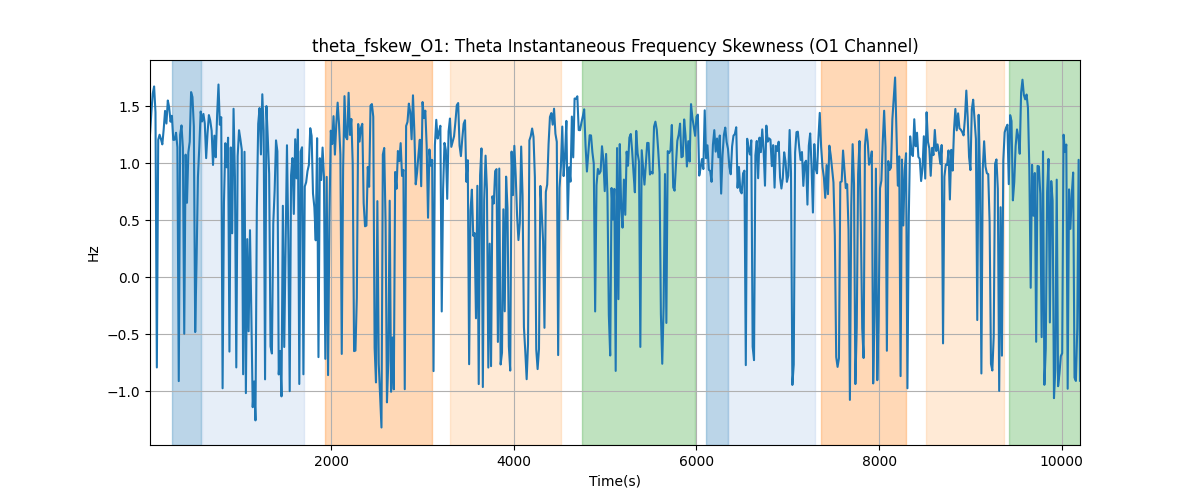 theta_fskew_O1: Theta Instantaneous Frequency Skewness (O1 Channel)
1.5
1.0
0.5
0.0
−0.5
−1.0
Hz
2000 4000 6000 8000 10000
Time(s)